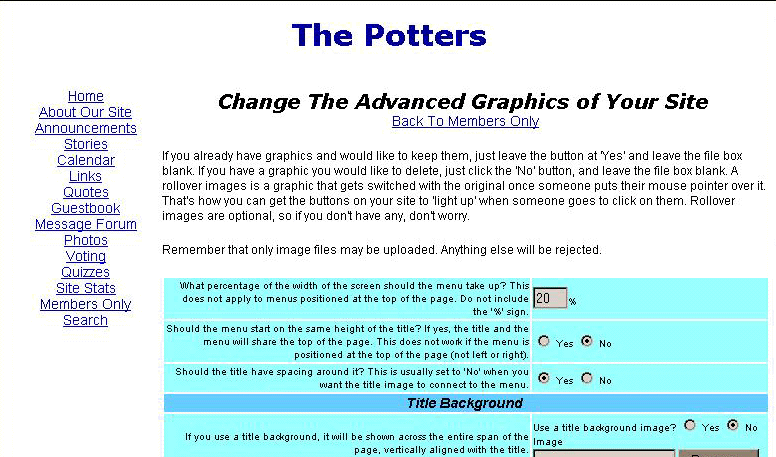 The Potters
Home
About Our Site
Announcements
Stories
Calendar
Links
Quotes
Guestbook
Message Forum
Photos
Voting
Quizzes
Site Stats
Members Only
Search
Change The Advanced Graphics of Your Site
Back To Members Only
If you already have graphics and would like to keep them, just leave the button at 'Yes' and leave the file box
blank. If you have a graphic you would like to delete, just click the 'No' button, and leave the file box blank. A
rollover images is a graphic that gets switched with the original once someone puts their mouse pointer over it.
That's how you can get the buttons on your site to 'light up' when someone goes to click on them. Rollover
images are optional, so if you don't have any, don't worry.
Remember that only image files may be uploaded. Anything else will be rejected.
What percentage of the width of the screen should the menu take up? This
does not apply to menus positioned at the top of the page. Do not include
the '%' sign.
20 %
Should the menu start on the same height of the title? If yes, the title and the
menu will share the top of the page. This does not work if the menu is
positioned at the top of the page (not left or right).
Yes No
Should the title have spacing around it? This is usually set to 'No' when you
want the title image to connect to the menu.
Yes No
Title Background
If you use a title background, it will be shown across the entire span of the
page, vertically aligned with the title.
Use a title background image? Yes No
Image